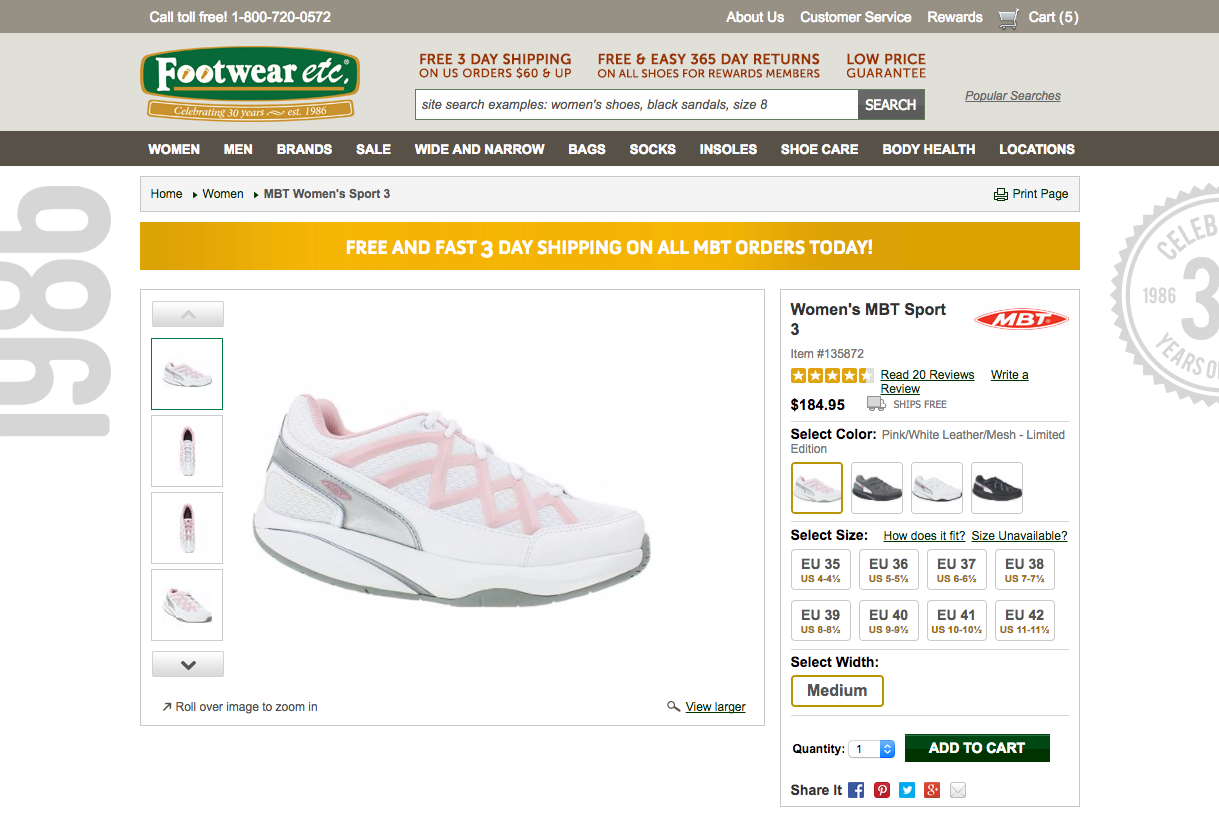 Call toll free! 1-800-720-0572
About Us Customer Service Rewards Cart (5)
Footwear etc.®
Celebrating 30 years est. 1986
FREE 3 DAY SHIPPING
ON US ORDERS $60 & UP
FREE & EASY 365 DAY RETURNS
ON ALL SHOES FOR REWARDS MEMBERS
LOW PRICE
GUARANTEE
site search examples: women's shoes, black sandals, size 8
SEARCH
Popular Searches
WOMEN MEN BRANDS SALE WIDE AND NARROW BAGS SOCKS INSOLES SHOE CARE BODY HEALTH LOCATIONS
Home Women MBT Women's Sport 3
Print Page
1986
CELEB
1986 3
YEARS O
FREE AND FAST 3 DAY SHIPPING ON ALL MBT ORDERS TODAY!
MBT
Roll over image to zoom in
View larger
Women's MBT Sport
3
MBT
Item #135872
Read 20 Reviews Write a
Review
$184.95 SHIPS FREE
Select Color: Pink/White Leather/Mesh - Limited
Edition
Select Size: How does it fit? Size Unavailable?
EU 35 EU 36 EU 37 EU 38
US 4-4½ US 5-5½ US 6-6½ US 7-7½
EU 39 EU 40 EU 41 EU 42
US 8-8½ US 9-9½ US 10-10½ US 11-11½
Select Width:
Medium
Quantity: 1 ADD TO CART
Share It